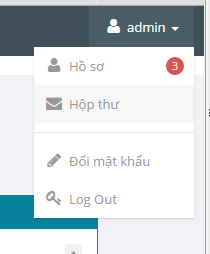 admin
Hồ sơ 3
Hộp thư
Đổi mật khẩu
Log Out